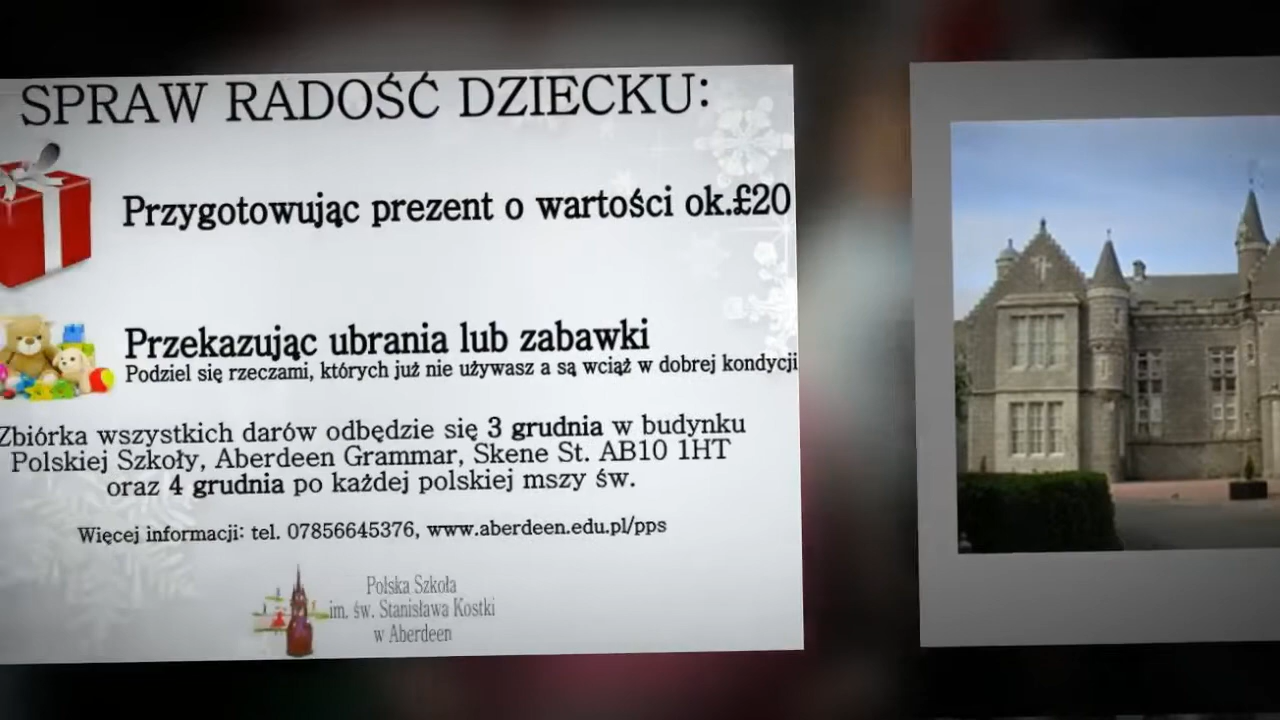 SPRAW RADOŚĆ DZIECKU:
Przygotowując prezent o wartości ok.£20
Przekazując ubrania lub zabawki
Podziel się rzeczami, których już nie używasz a są wciąż w dobrej kondycji
Zbiórka wszystkich darów odbędzie się 3 grudnia w budynku
Polskiej Szkoły, Aberdeen Grammar, Skene St. AB10 1HT
oraz 4 grudnia po każdej polskiej mszy św.
Więcej informacji: tel. 07856645376, www.aberdeen.edu.pl/pps
Polska Szkoła
im. św. Stanisława Kostki
w Aberdeen